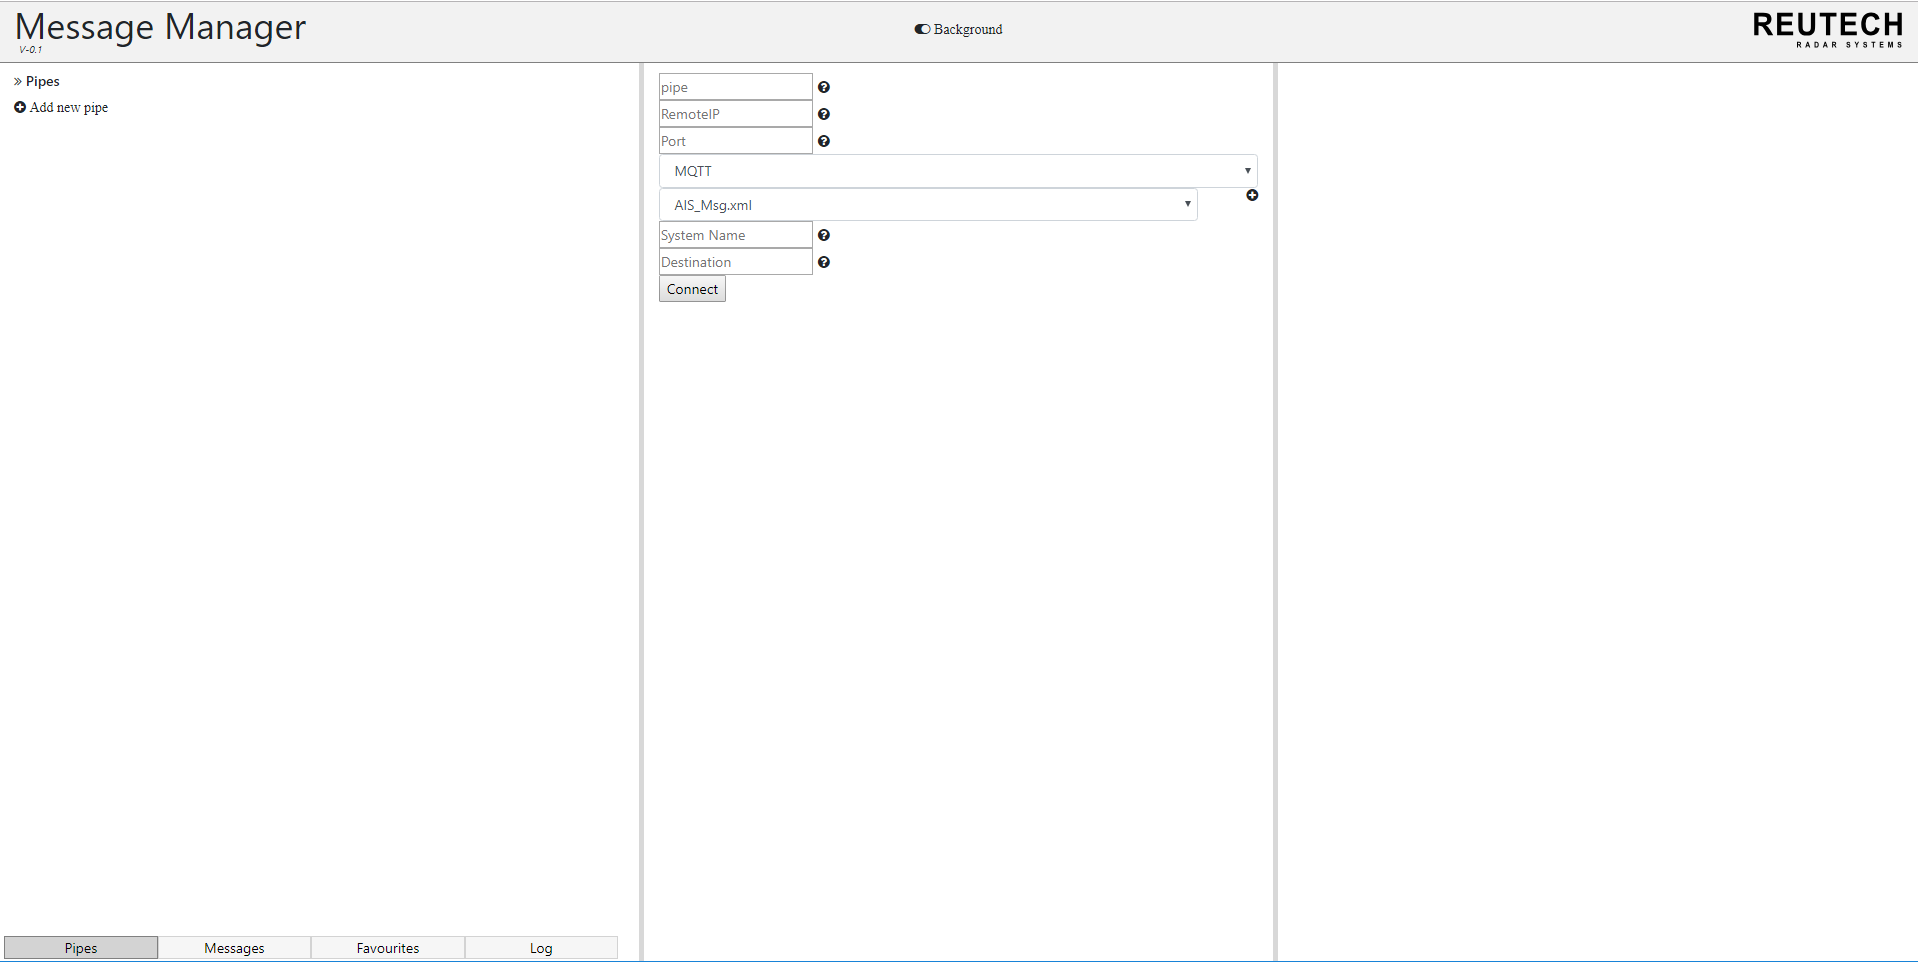 Message Manager
V-0.1
Background
REUTECH
RADAR SYSTEMS
» Pipes
Add new pipe
pipe
RemoteIP
Port
MQTT
AIS_Msg.xml
System Name
Destination
Connect
Pipes
Messages
Favourites
Log